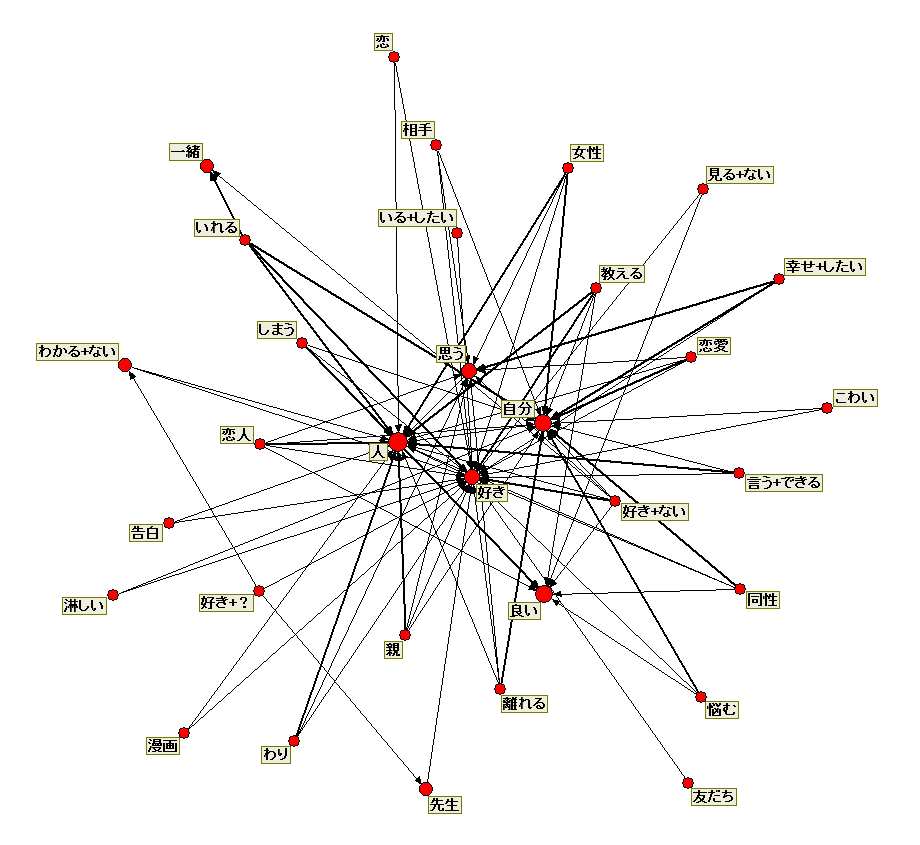 恋
相手
一緒
女性
見る+ない
いる+したい
いれる
教える
幸せ+したい
しまう
わかる+ない
思う
恋愛
自分
こわい
恋人
人
好き
言う+できる
好き+ない
告白
淋しい
好き+？
良い
同性
親
離れる
悩む
漫画
わり
先生
友だち